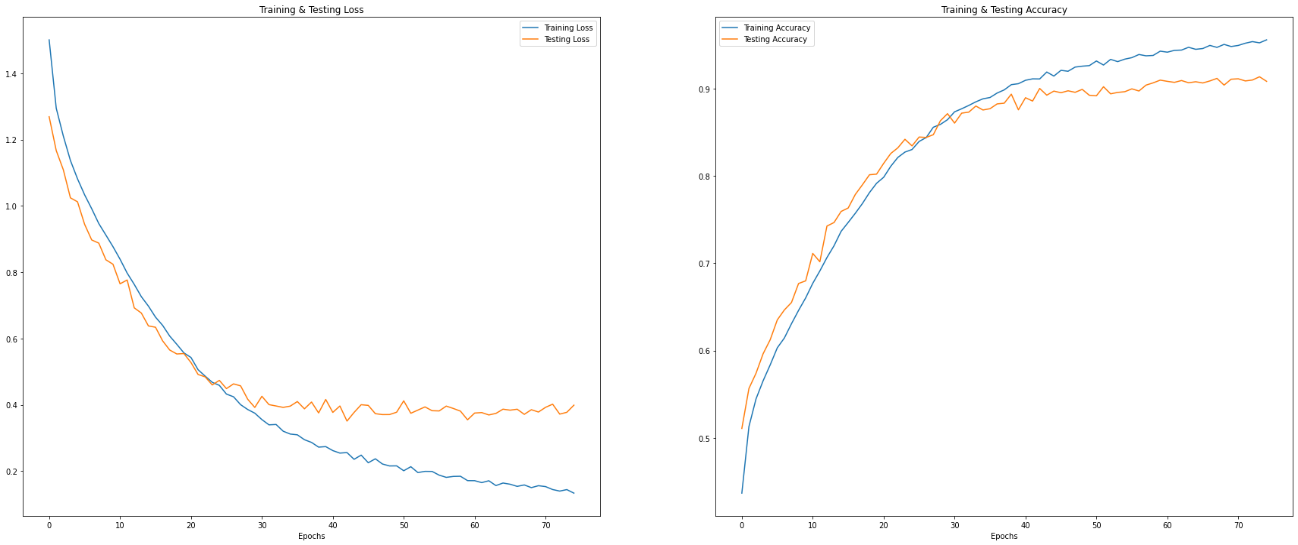 Training & Testing Loss
Training Loss
Testing Loss
1.4
1.2
1.0
0.8
0.6
0.4
0.2
0 10 20 30 40 50 60 70
Epochs
Training & Testing Accuracy
Training Accuracy
Testing Accuracy
0.9
0.8
0.7
0.6
0.5
0 10 20 30 40 50 60 70
Epochs